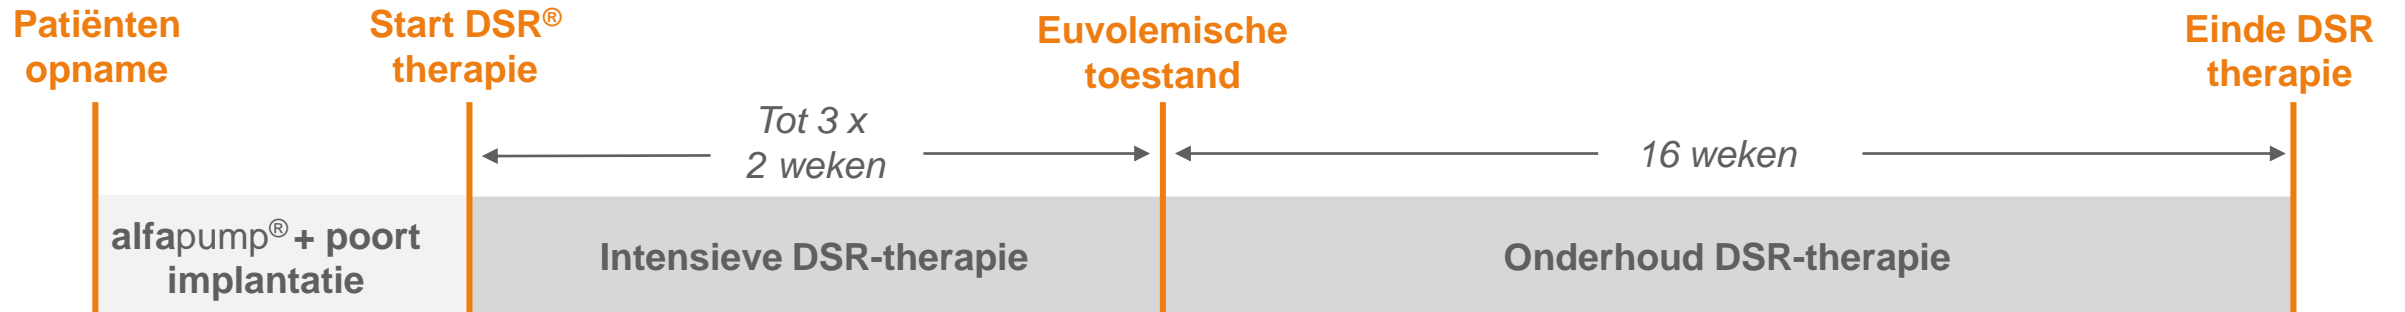 Patiënten
opname
Start DSR®
therapie
Euvolemische
toestand
Einde DSR
therapie
Tot 3 x
2 weken
16 weken
alfapump® + poort
implantatie
Intensieve DSR-therapie
Onderhoud DSR-therapie